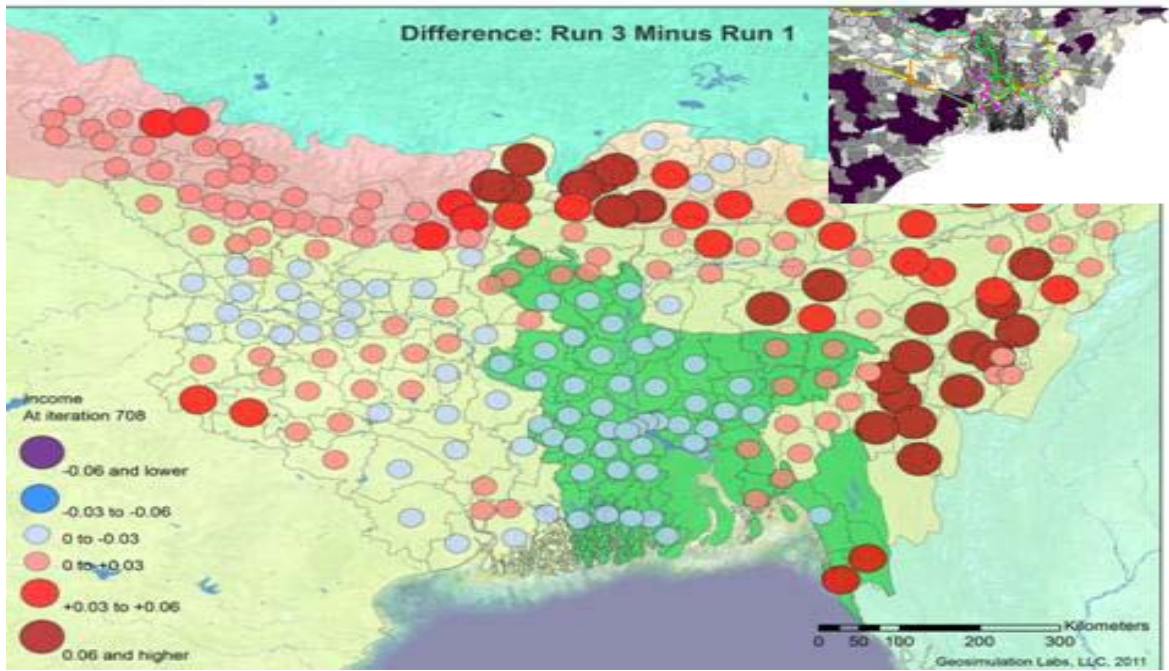 Difference: Run 3 Minus Run 1
Income
At iteration 708
-0.06 and lower
-0.03 to -0.06
0 to -0.03
0 to +0.03
+0.03 to +0.06
0.06 and higher
Kilometers
0 50 100 200 300
Geosimulation Labs, LLC, 2011